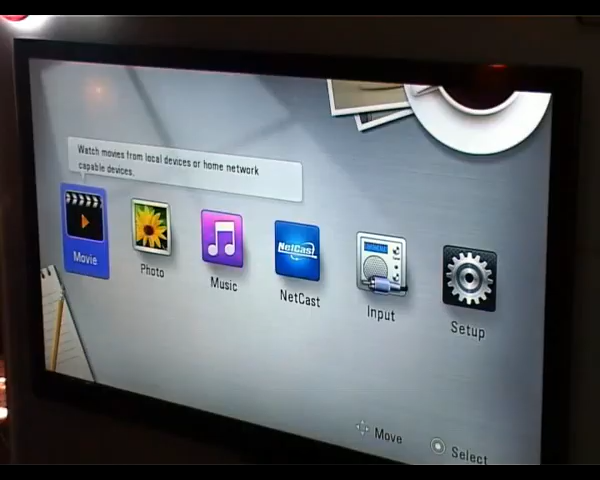 Watch movies from local devices or home network
capable devices.
Movie
Photo
Music
NetCast
NetCast
Input
Setup
Move
Select